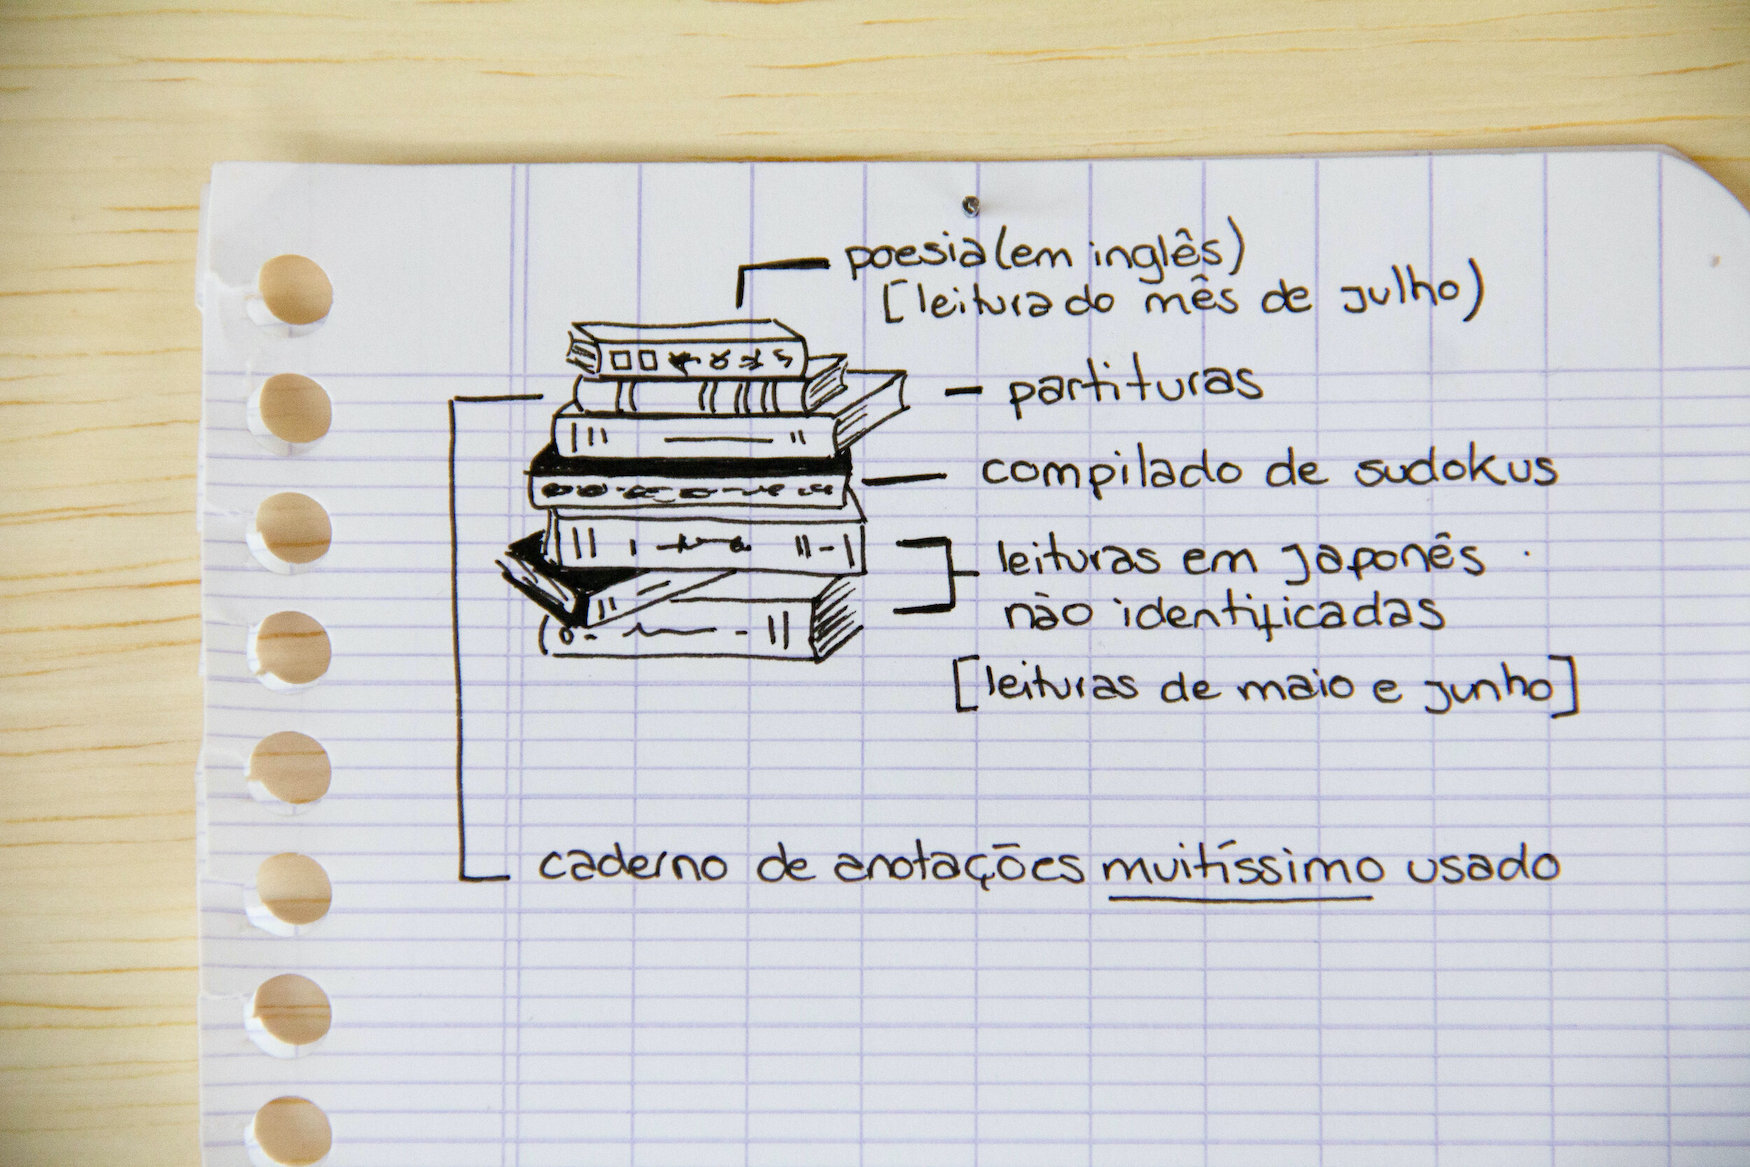 poesia (em inglês)
[leitura do mês de julho)
partituras
compilado de sudokus
leituras em japonês
não identificadas
[leituras de maio e junho]
caderno de anotações muitíssimo usado